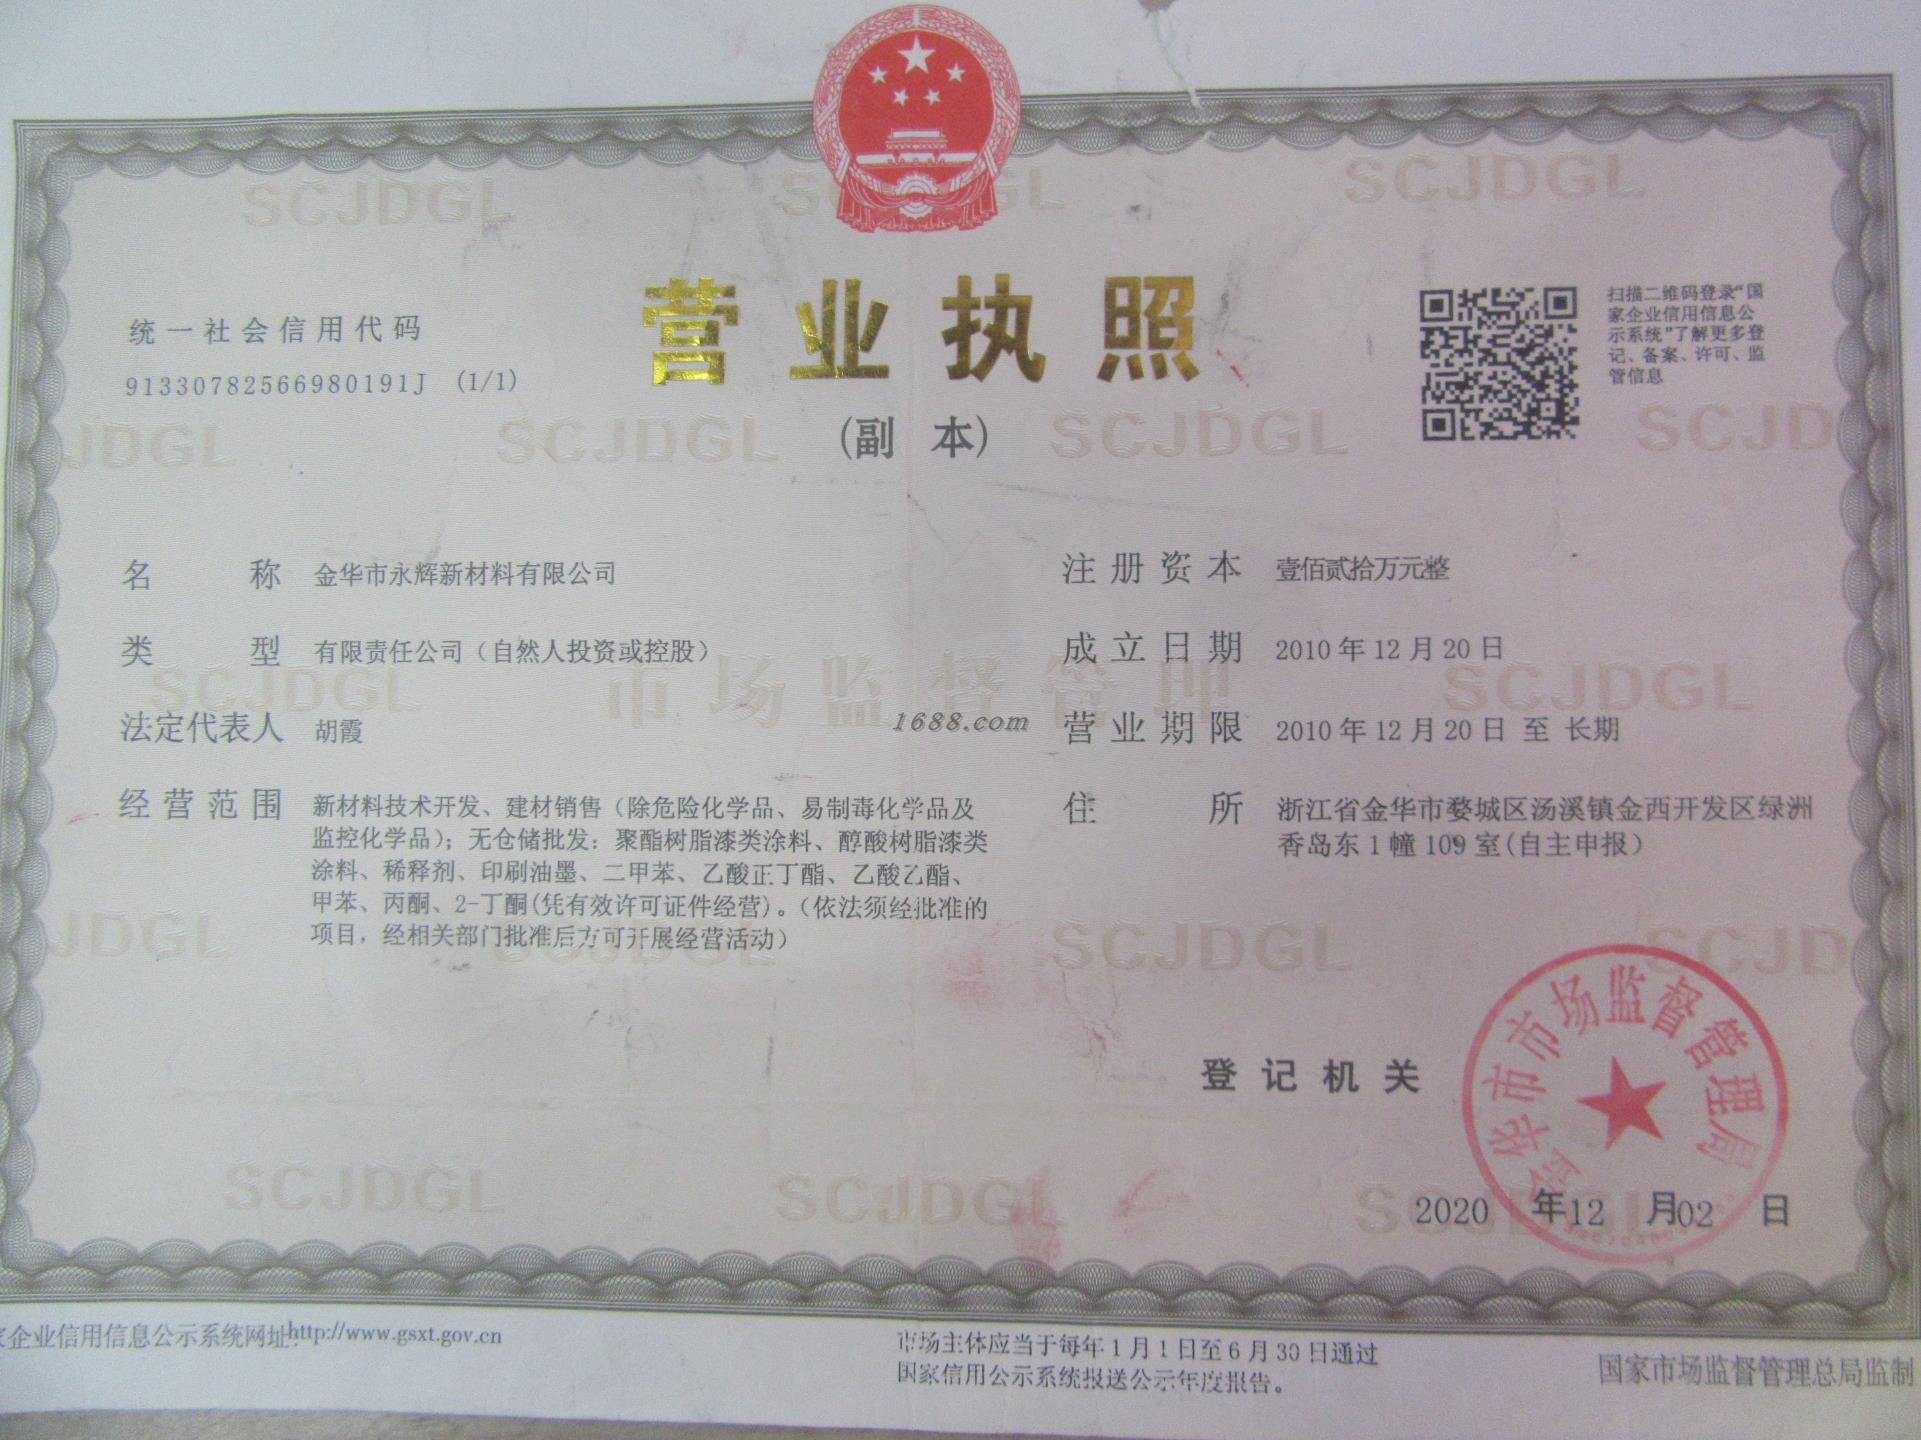 营业执照
(副 本)
统一社会信用代码
91330782566980191J (1/1)
扫描二维码登录"国
家企业信用信息公
示系统"了解更多登
记、备案、许可、监
管信息
名 称 金华市永辉新材料有限公司
类 型 有限责任公司（自然人投资或控股）
法定代表人 胡霞
经营范围 新材料技术开发、建材销售（除危险化学品、易制毒化学品及
监控化学品）；无仓储批发：聚酯树脂漆类涂料、醇酸树脂漆类
涂料、稀释剂、印刷油墨、二甲苯、乙酸正丁酯、乙酸乙酯、
甲苯、丙酮、2-丁酮(凭有效许可证件经营)。（依法须经批准的
项目，经相关部门批准后方可开展经营活动）
注册资本 壹佰贰拾万元整
成立日期 2010年12月20日
营业期限 2010年12月20日 至 长期
住 所 浙江省金华市婺城区汤溪镇金西开发区绿洲
香岛东1幢109室(自主申报）
1688.com
市场监督管理
SCJDGL
登记机关
金华市市场监督管理局
2020 年12 月02 日
家企业信用信息公示系统网址:http://www.gsxt.gov.cn
市场主体应当于每年1月1日至6月30日通过
国家信用公示系统报送公示年度报告。
国家市场监督管理总局监制